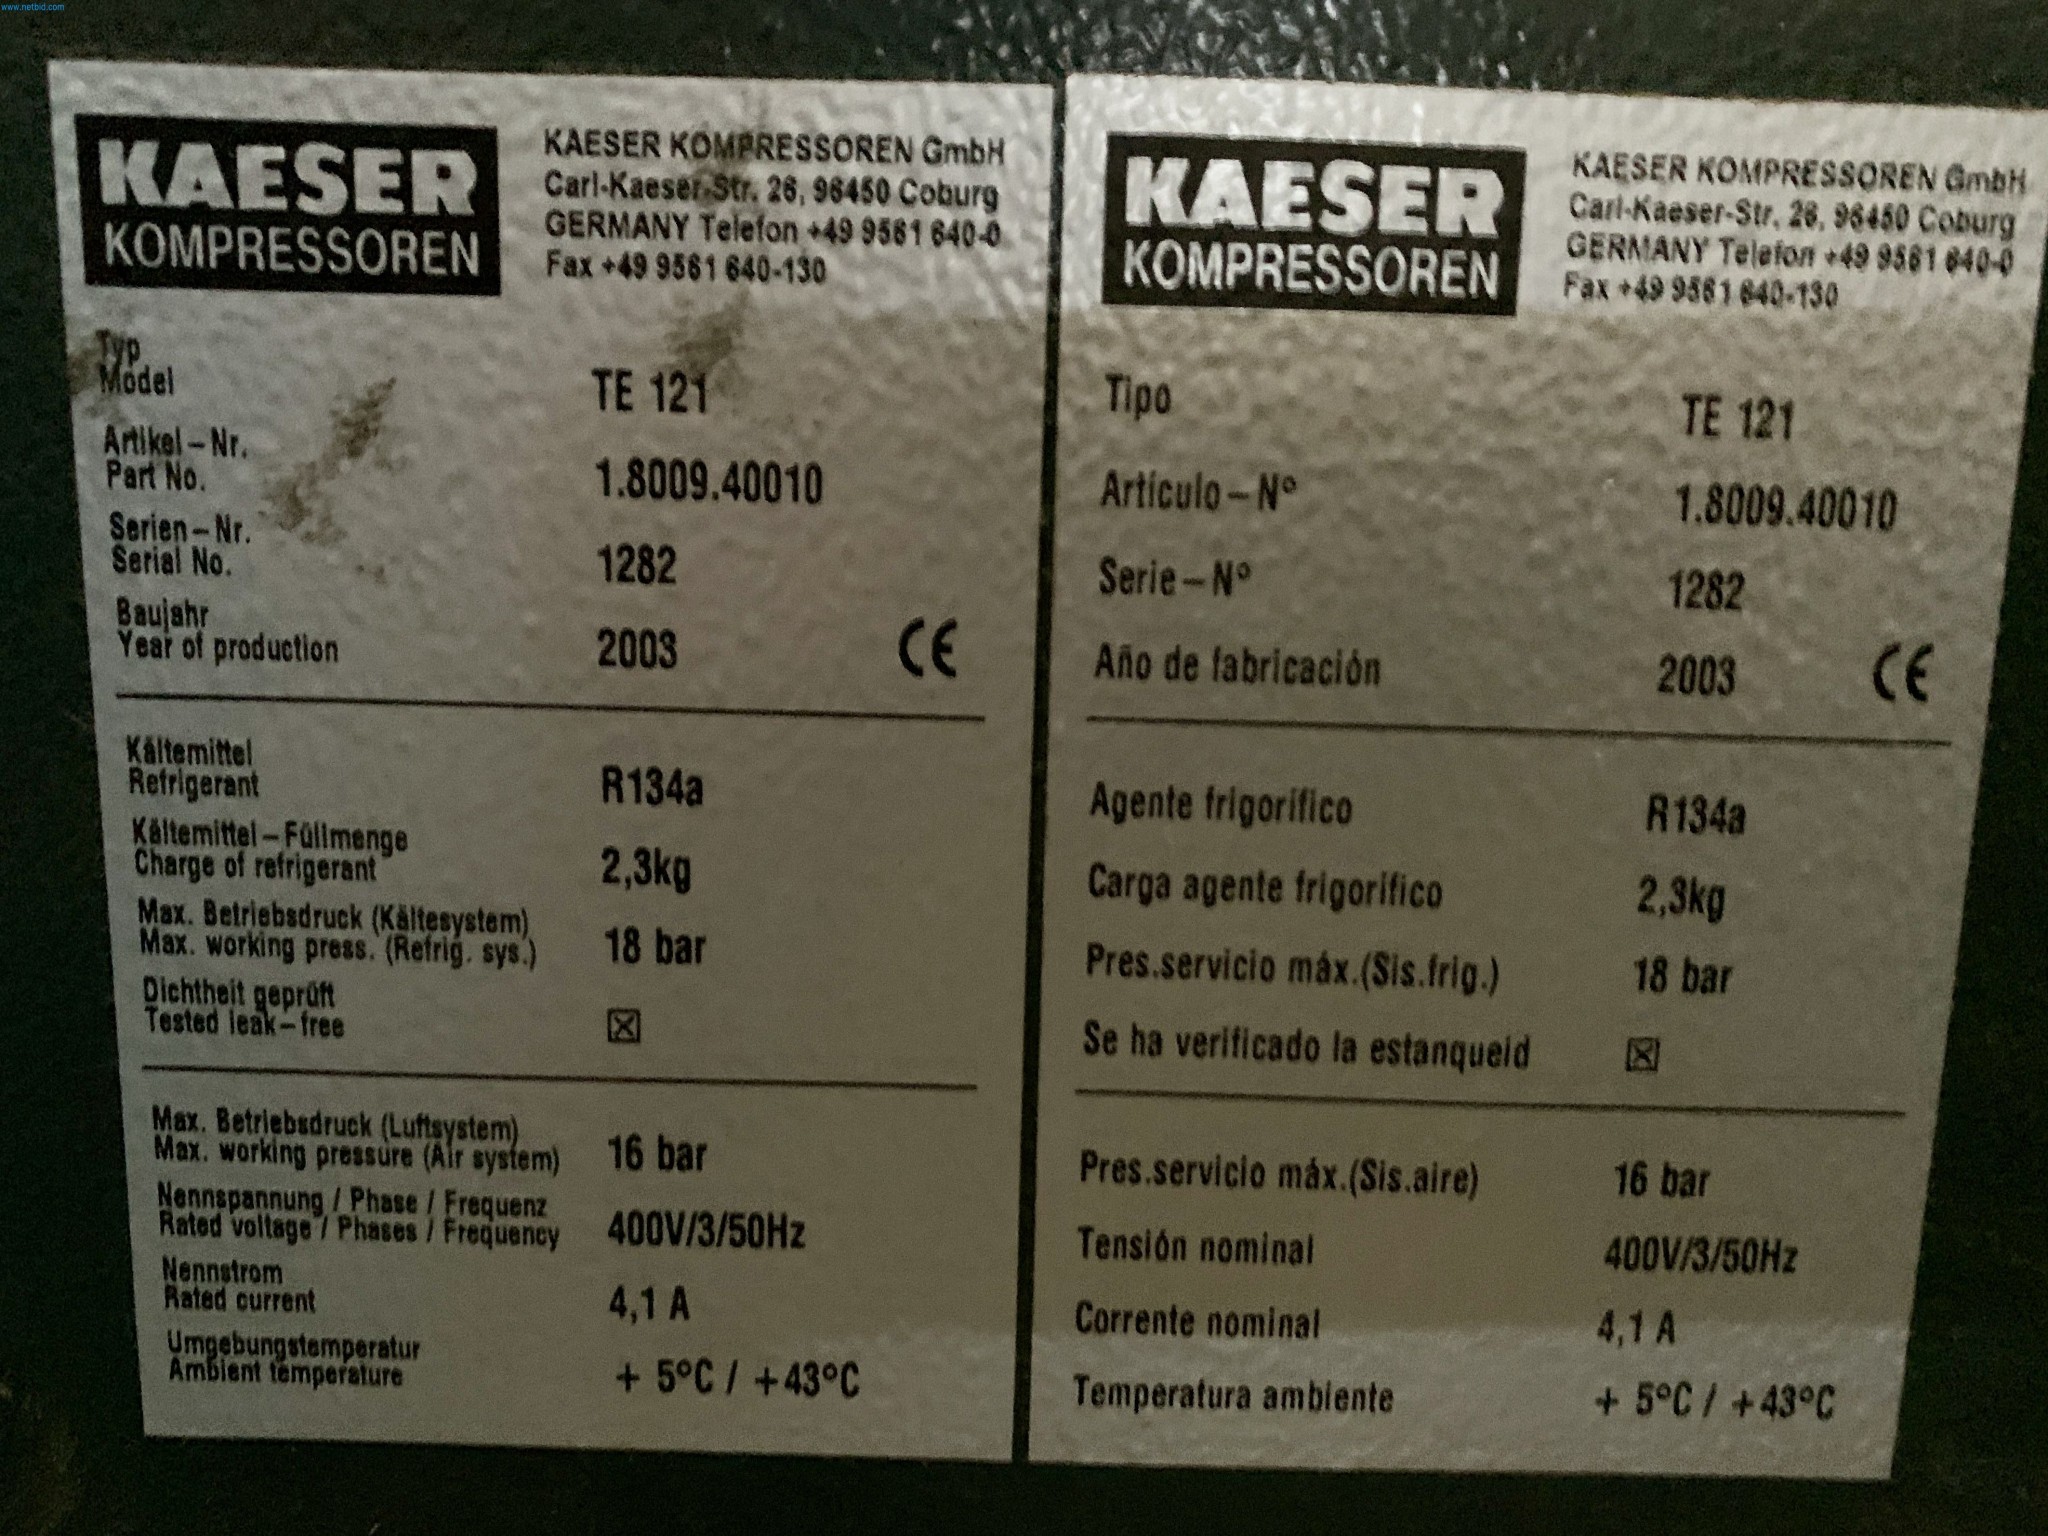 www.netbid.com
KAESER
KOMPRESSOREN
KAESER KOMPRESSOREN GmbH
Carl-Kaeser-Str. 26, 96450 Coburg
GERMANY Telefon +49 9561 640-0
Fax +49 9561 640-130
Typ
Model
TE 121
Artikel-Nr.
Part No.
1.8009.40010
Serien-Nr.
Serial No.
1282
Baujahr
Year of production
2003
CE
Kältemittel
Refrigerant
R134a
Kältemittel-Füllmenge
Charge of refrigerant
2,3kg
Max. Betriebsdruck (Kältesystem)
Max. working press. (Refrig. sys.)
18 bar
Dichtheit geprüft
Tested leak-free
☒
Max. Betriebsdruck (Luftsystem)
Max. working pressure (Air system)
16 bar
Nennspannung / Phase / Frequenz
Rated voltage / Phases / Frequency
400V/3/50Hz
Nennstrom
Rated current
4,1 A
Umgebungstemperatur
Ambient temperature
+ 5°C / +43°C
KAESER
KOMPRESSOREN
KAESER KOMPRESSOREN GmbH
Carl-Kaeser-Str. 26, 96450 Coburg
GERMANY Telefon +49 9561 640-0
Fax +49 9561 640-130
Tipo TE 121
Artículo-N° 1.8009.40010
Serie-N° 1282
Año de fabricación 2003 CE
Agente frigorífico R134a
Carga agente frigorífico 2,3kg
Pres.servicio máx.(Sis.frig.) 18 bar
Se ha verificado la estanqueid ☒
Pres.servicio máx.(Sis.aire) 16 bar
Tensión nominal 400V/3/50Hz
Corrente nominal 4,1 A
Temperatura ambiente + 5°C / +43°C